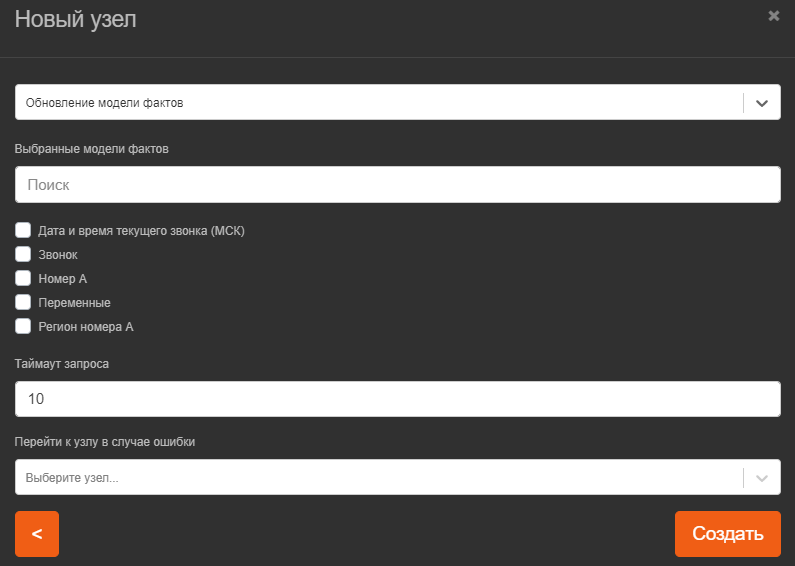 Новый узел
Обновление модели фактов
Выбранные модели фактов
Поиск
Дата и время текущего звонка (МСК)
Звонок
Номер А
Переменные
Регион номера А
Таймаут запроса
10
Перейти к узлу в случае ошибки
Выберите узел...
<
Создать